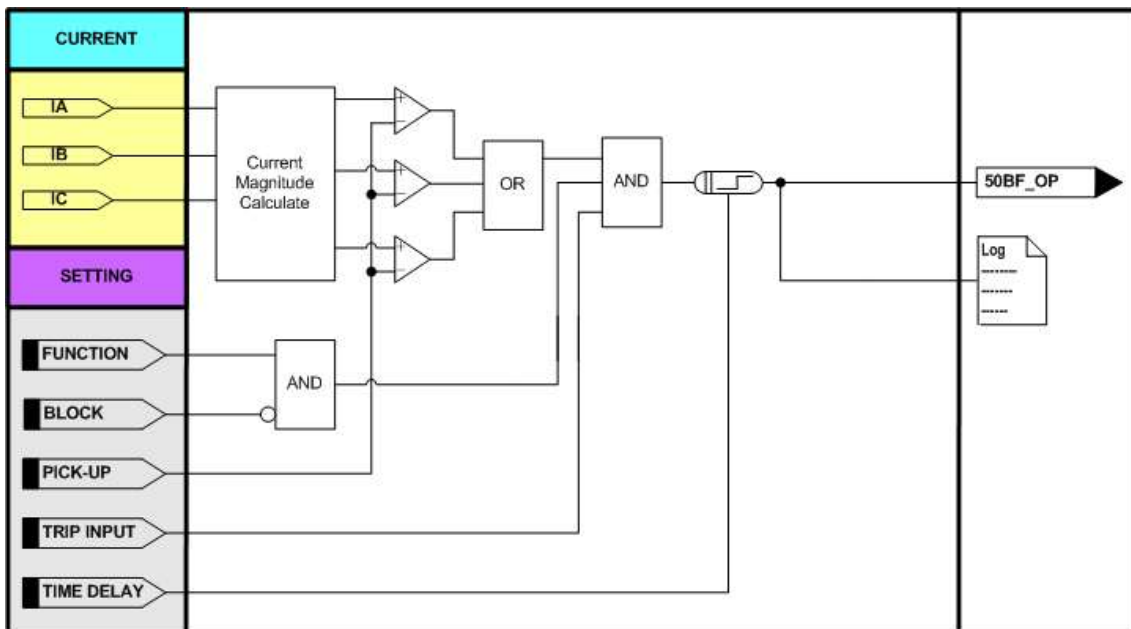 CURRENT
IA
IB
IC
Current
Magnitude
Calculate
OR
AND
50BF_OP
Log
SETTING
FUNCTION
AND
BLOCK
PICK-UP
TRIP INPUT
TIME DELAY